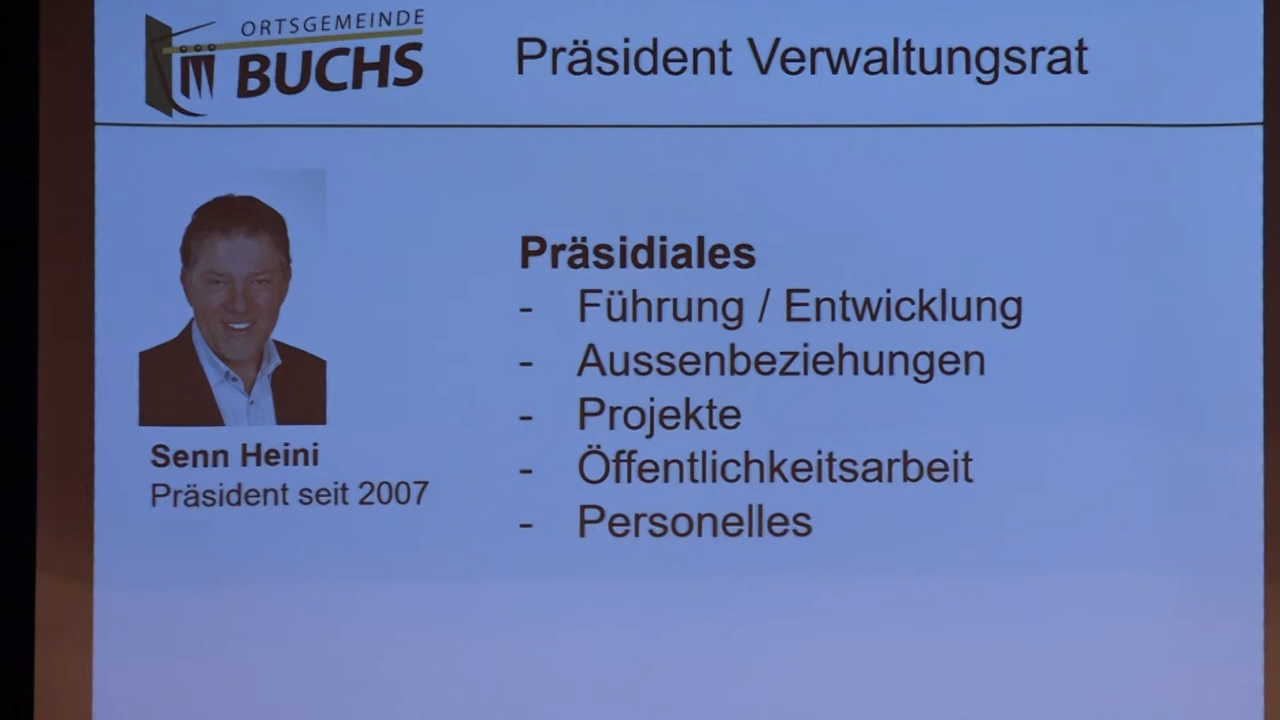 ORTSGEMEINDE
BUCHS
Präsident Verwaltungsrat
Präsidiales
- Führung / Entwicklung
- Aussenbeziehungen
- Projekte
- Öffentlichkeitsarbeit
- Personelles
Senn Heini
Präsident seit 2007